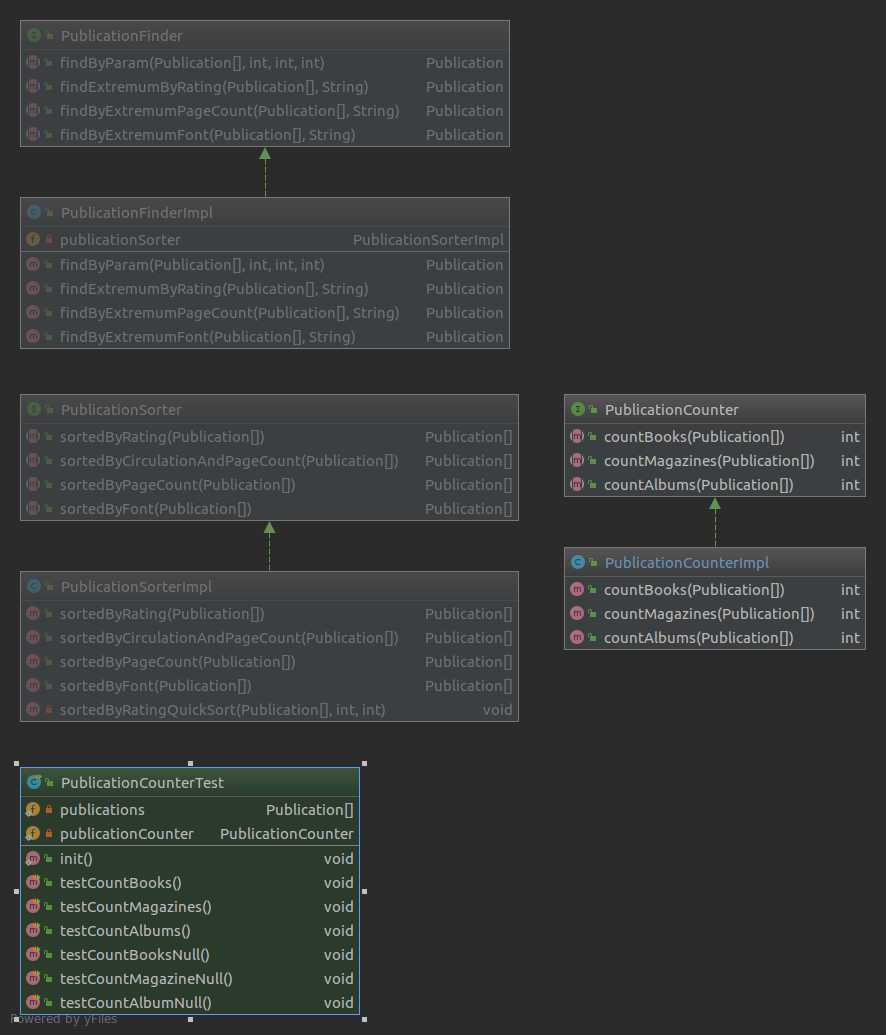 PublicationFinder
findByParam(Publication[], int, int, int) Publication
findExtremumByRating(Publication[], String) Publication
findByExtremumPageCount(Publication[], String) Publication
findByExtremumFont(Publication[], String) Publication
PublicationFinderImpl
publicationSorter PublicationSorterImpl
findByParam(Publication[], int, int, int) Publication
findExtremumByRating(Publication[], String) Publication
findByExtremumPageCount(Publication[], String) Publication
findByExtremumFont(Publication[], String) Publication
PublicationSorter
sortedByRating(Publication[]) Publication[]
sortedByCirculationAndPageCount(Publication[]) Publication[]
sortedByPageCount(Publication[]) Publication[]
sortedByFont(Publication[]) Publication[]
PublicationCounter
countBooks(Publication[]) int
countMagazines(Publication[]) int
countAlbums(Publication[]) int
PublicationSorterImpl
sortedByRating(Publication[]) Publication[]
sortedByCirculationAndPageCount(Publication[]) Publication[]
sortedByPageCount(Publication[]) Publication[]
sortedByFont(Publication[]) Publication[]
sortedByRatingQuickSort(Publication[], int, int) void
PublicationCounterImpl
countBooks(Publication[]) int
countMagazines(Publication[]) int
countAlbums(Publication[]) int
PublicationCounterTest
publications Publication[]
publicationCounter PublicationCounter
init() void
testCountBooks() void
testCountMagazines() void
testCountAlbums() void
testCountBooksNull() void
testCountMagazineNull() void
testCountAlbumNull() void
Powered by yFiles